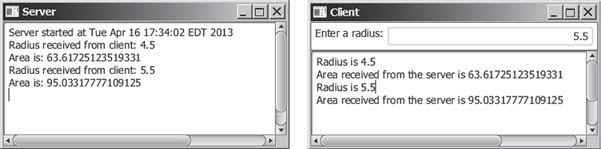 Server
Server started at Tue Apr 16 17:34:02 EDT 2013
Radius received from client: 4.5
Area is: 63.61725123519331
Radius received from client: 5.5
Area is: 95.03317777109125
Client
Enter a radius: 5.5
Radius is 4.5
Area received from the server is 63.61725123519331
Radius is 5.5
Area received from the server is 95.03317777109125